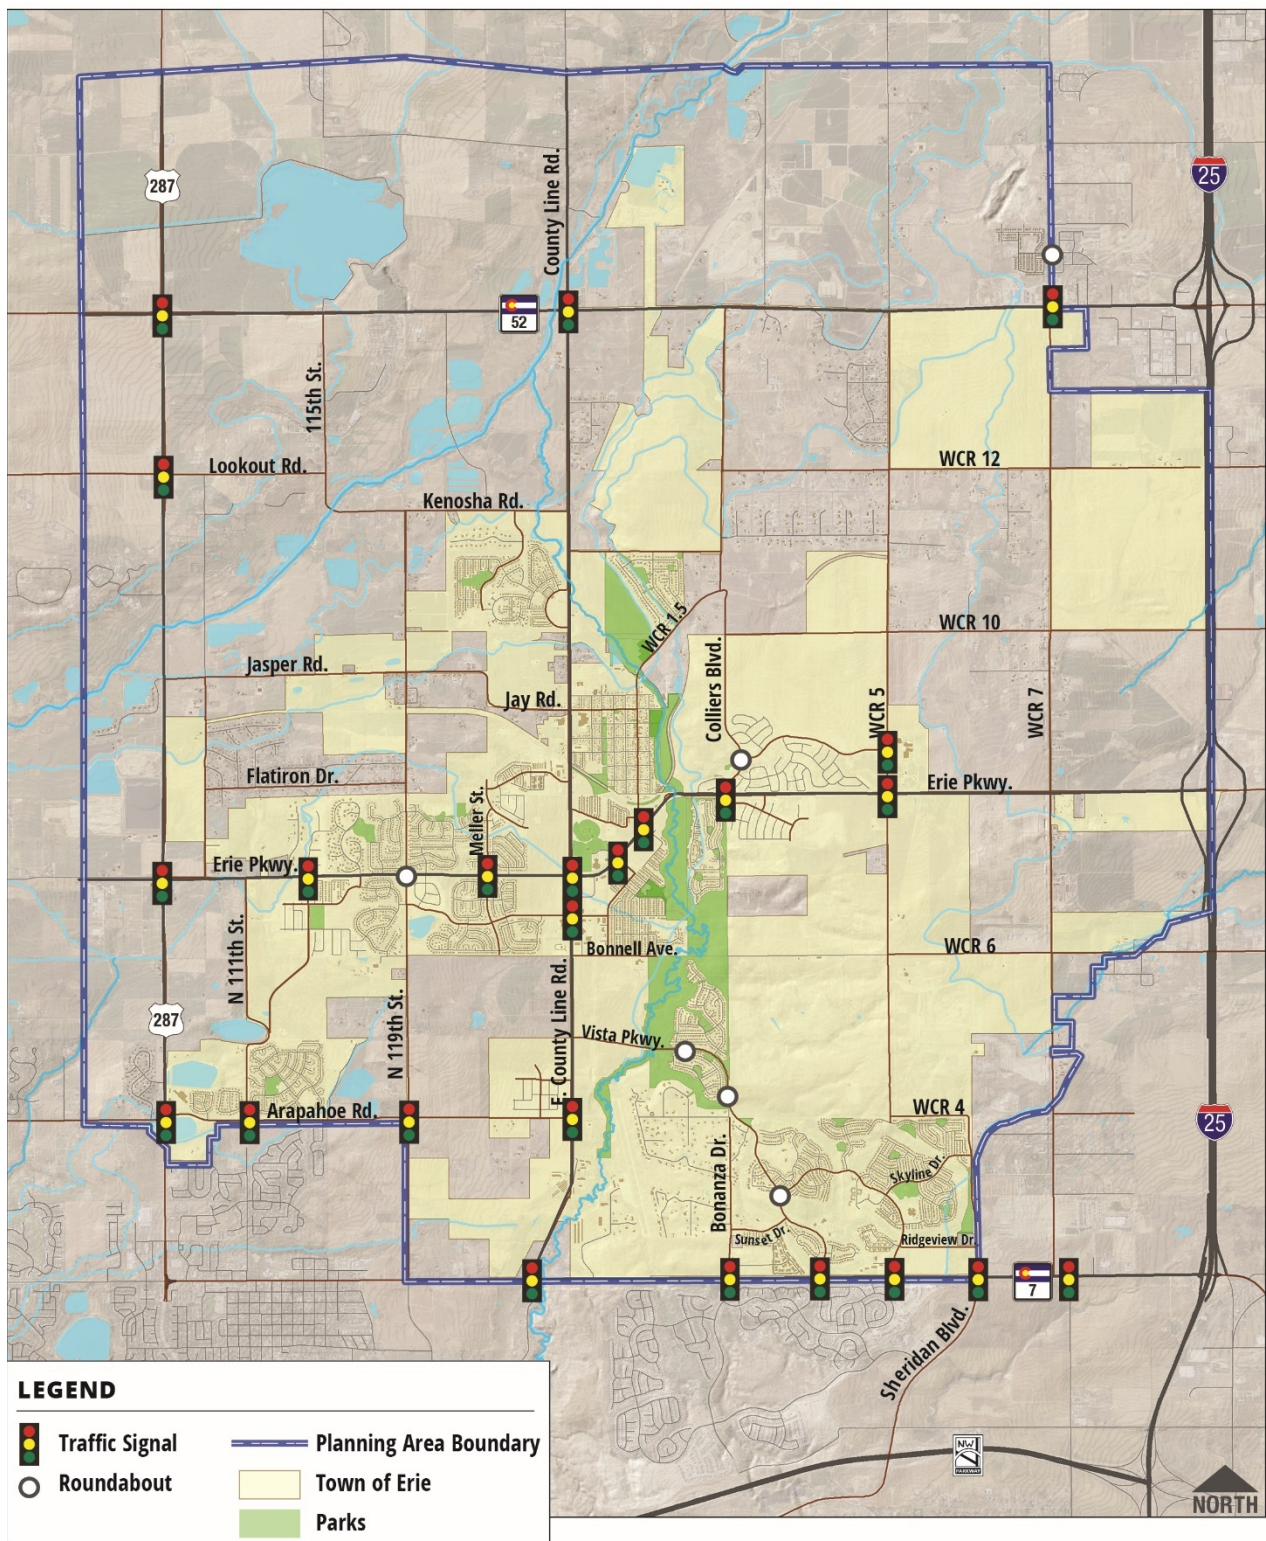 287
25
County Line Rd.
52
115th St.
Lookout Rd.
WCR 12
Kenosha Rd.
WCR 1.5
WCR 10
Jasper Rd.
Colliers Blvd.
WCR 5
WCR 7
Jay Rd.
Flatiron Dr.
Erie Pkwy.
Meller St.
Erie Pkwy.
N 111th St.
Bonnell Ave.
WCR 6
287
N 119th St.
E. County Line Rd.
Vista Pkwy.
Arapahoe Rd.
WCR 4
25
Bonanza Dr.
Skyline Dr.
Sunset Dr.
Ridgeview Dr.
7
Sheridan Blvd.
NW
PARKWAY
NORTH
LEGEND
Traffic Signal
Roundabout
Planning Area Boundary
Town of Erie
Parks